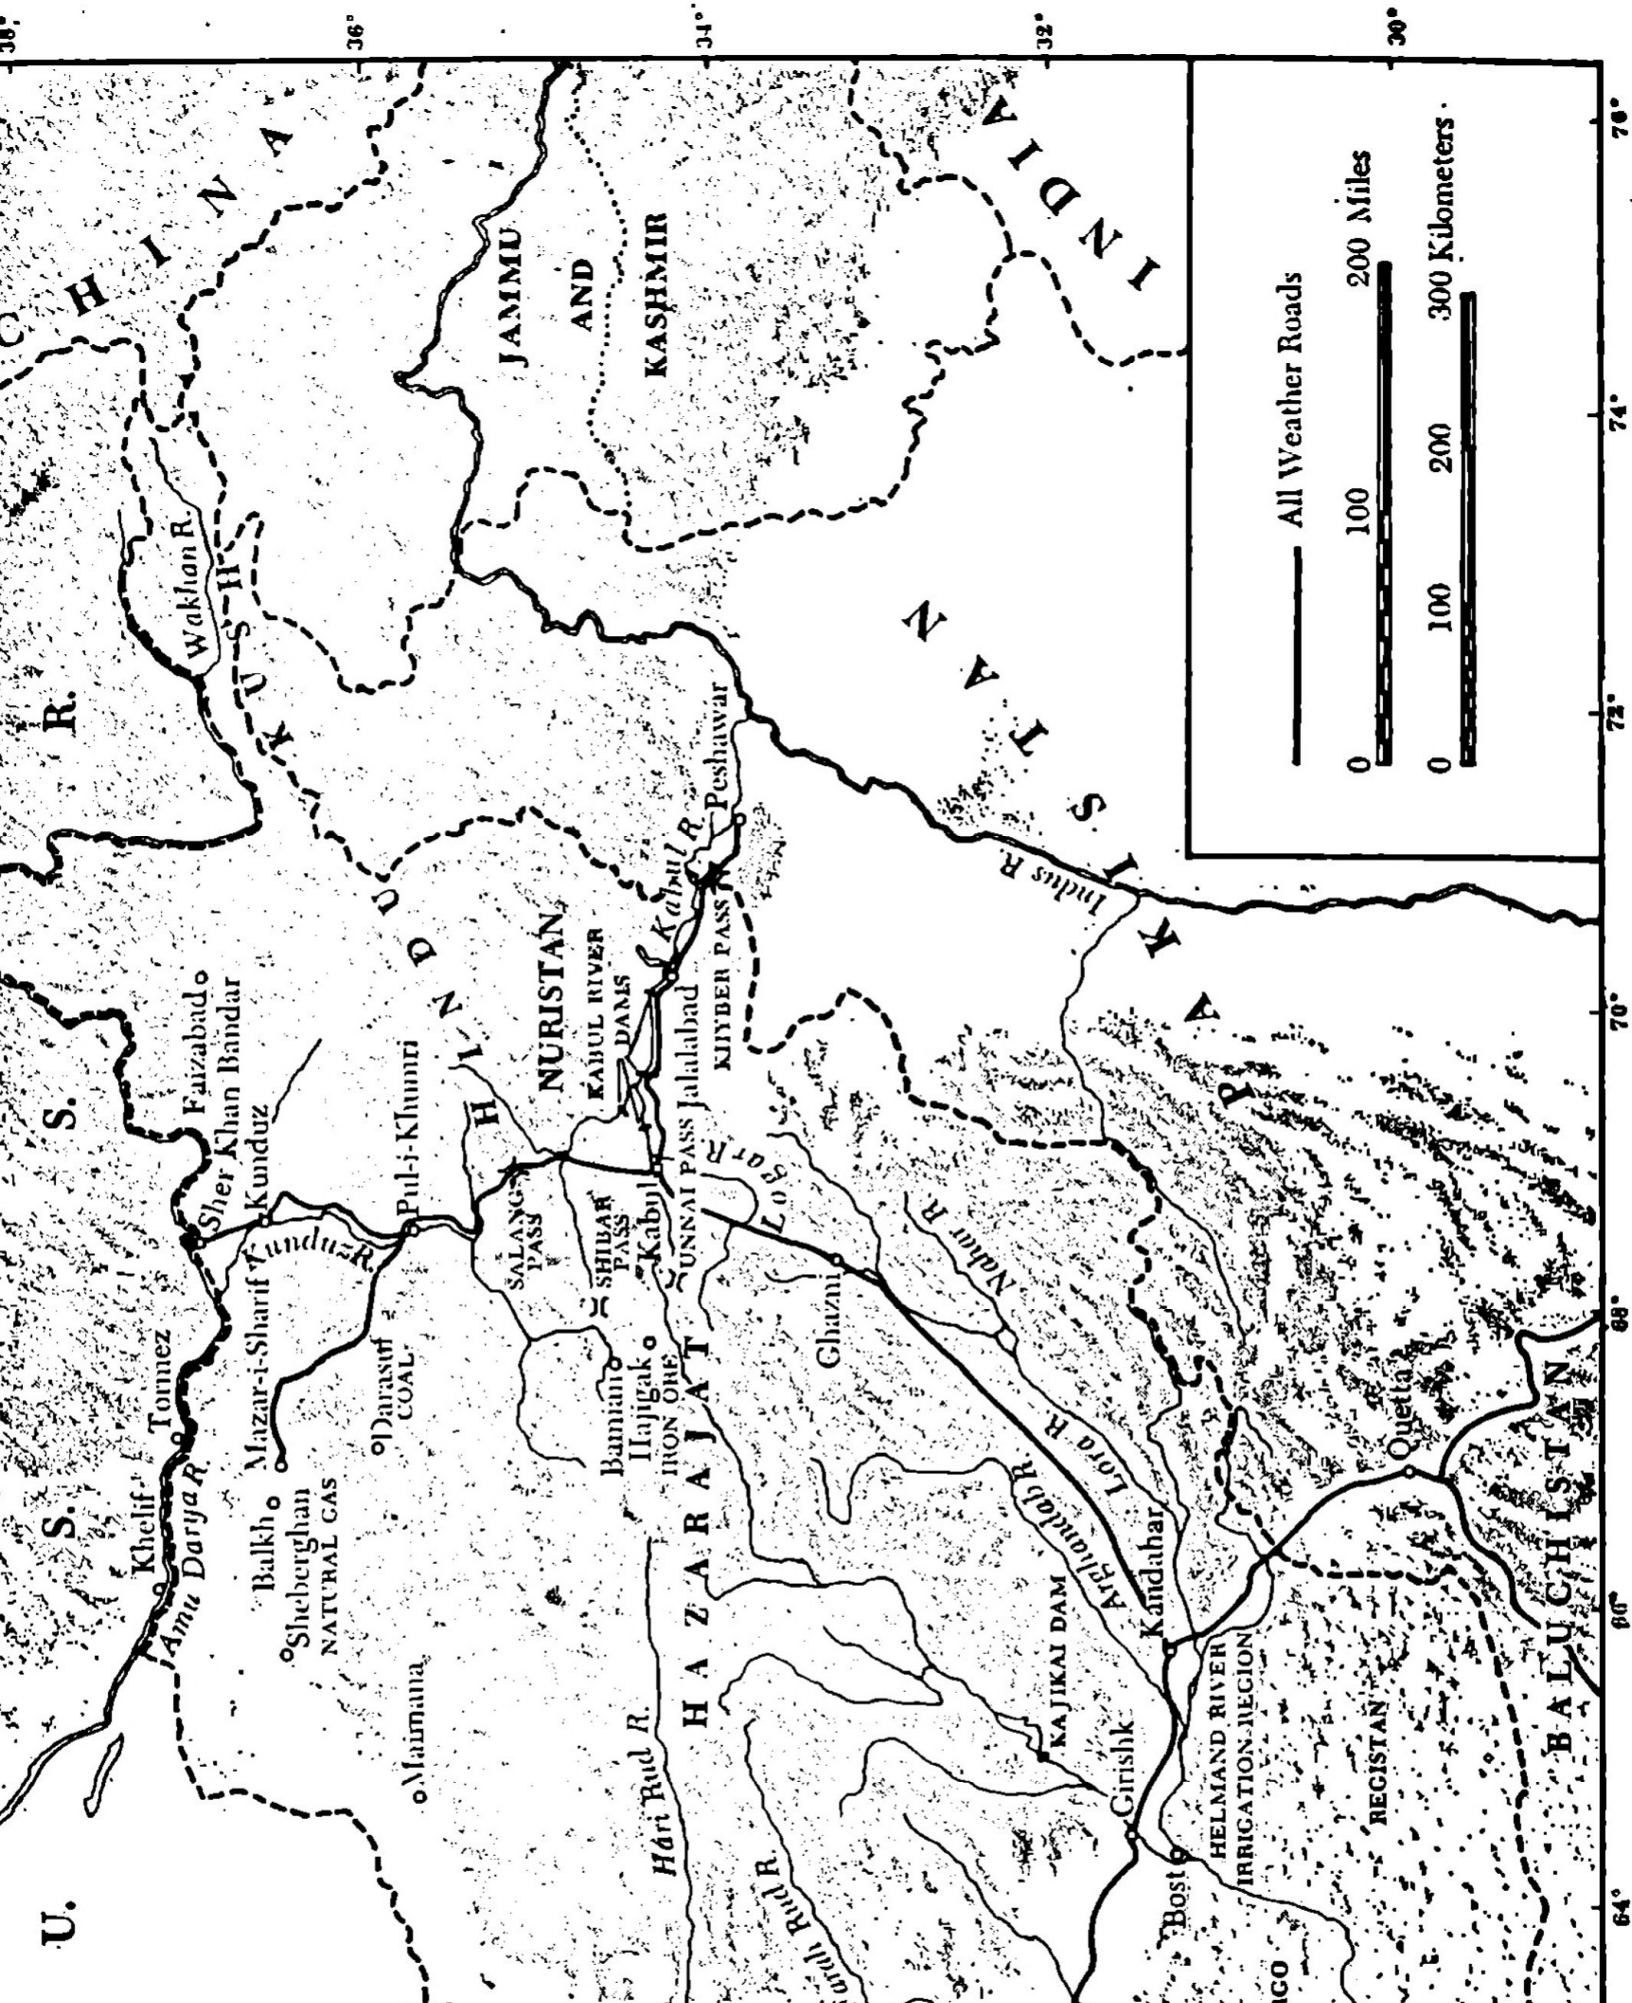 38°
36°
34°
32°
30°
76°
74°
72°
70°
68°
66°
64°
U. S. S. R.
CHINA
JAMMU
AND
KASHMIR
INDIA
PAKISTAN
HINDU KUSH
Wakhan R.
Faizabad
Sher Khan Bandar
Kunduz
Kunduz R.
Khelif
Tormez
Amu Darya R.
Mazar-i-Sharif
Balkh
Sheberghan
NATURAL GAS
Darasuf
COAL
Pul-i-Khumri
Maimana
NURISTAN
KABUL RIVER
DAMS
SALANG
PASS
SHIBAR
PASS
Kabul
UNNAI PASS
Jalalabad
KHYBER PASS
Kabul R.
Peshawar
Bamian
Hajigak
IRON ORE
HAZARAJAT
Hari Rud R.
Rud R.
Logar R.
Ghazni
Nahar R.
Lora R.
Arghandab R.
Indus R.
KAJIKAI DAM
Kandahar
Girishk
Bost
HELMAND RIVER
IRRIGATION REGION
REGISTAN
Quetta
BALUCHISTAN
All Weather Roads
0 100 200 Miles
0 100 200 300 Kilometers